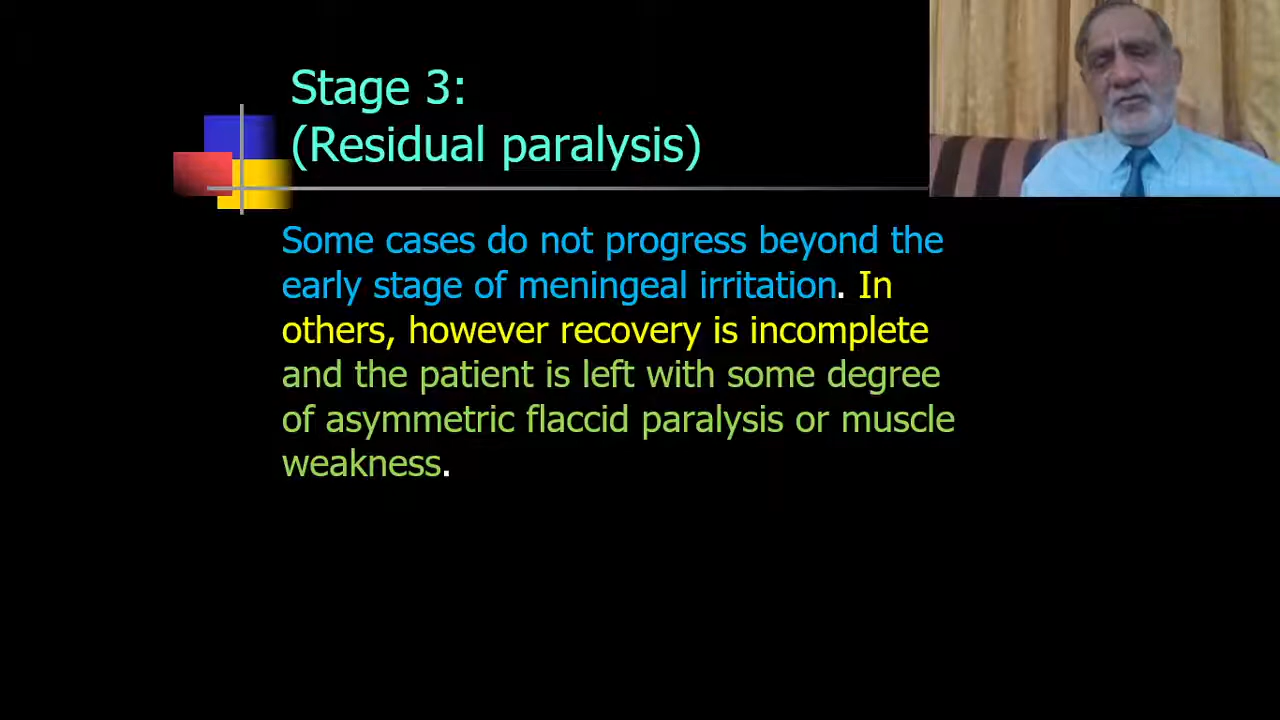 Stage 3:
(Residual paralysis)
Some cases do not progress beyond the
early stage of meningeal irritation. In
others, however recovery is incomplete
and the patient is left with some degree
of asymmetric flaccid paralysis or muscle
weakness.